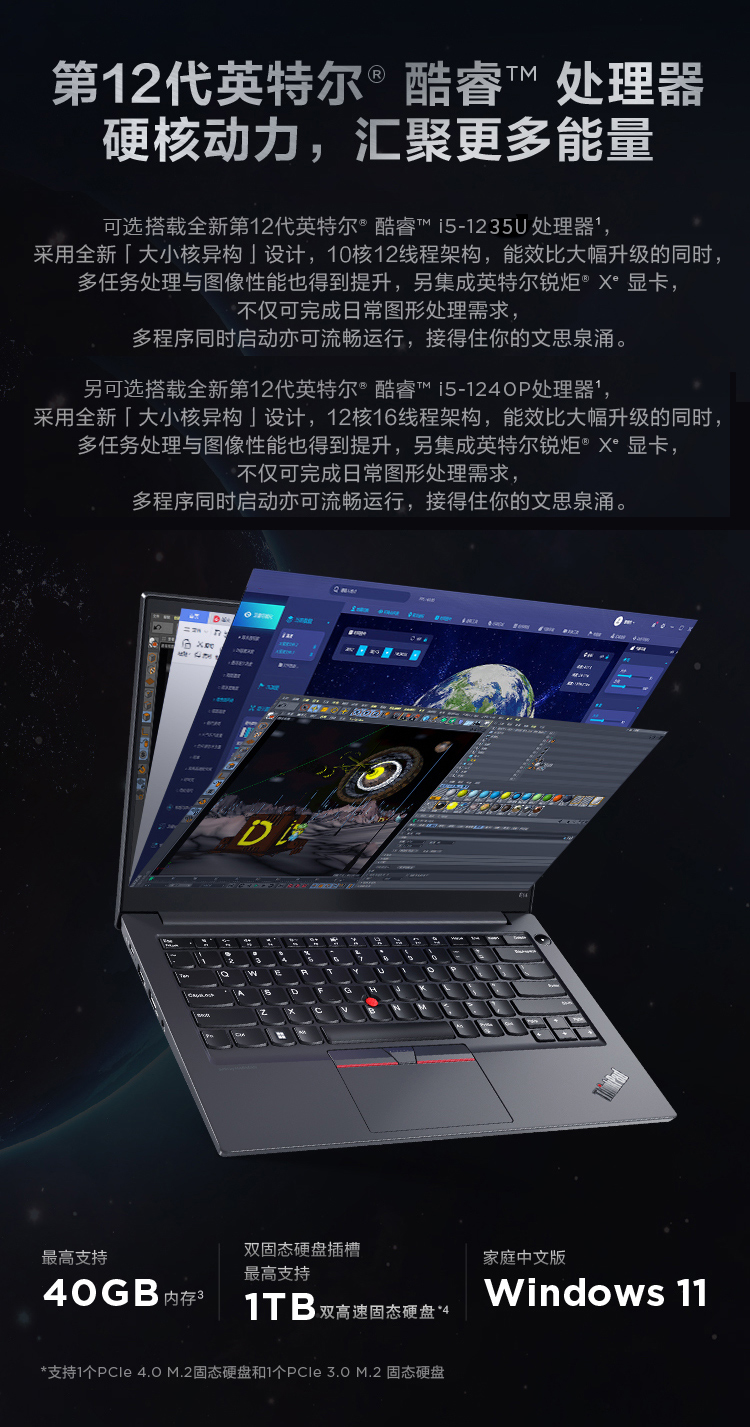 第12代英特尔® 酷睿™ 处理器
硬核动力，汇聚更多能量
可选搭载全新第12代英特尔® 酷睿™ i5-1235U处理器¹，
采用全新「大小核异构」设计，10核12线程架构，能效比大幅升级的同时，
多任务处理与图像性能也得到提升，另集成英特尔锐炬® Xᵉ 显卡，
不仅可完成日常图形处理需求，
多程序同时启动亦可流畅运行，接得住你的文思泉涌。
另可选搭载全新第12代英特尔® 酷睿™ i5-1240P处理器¹，
采用全新「大小核异构」设计，12核16线程架构，能效比大幅升级的同时，
多任务处理与图像性能也得到提升，另集成英特尔锐炬® Xᵉ 显卡，
不仅可完成日常图形处理需求，
多程序同时启动亦可流畅运行，接得住你的文思泉涌。
E14
Q W E R T Y U I O P
CapsLock A S D F G H J K L
Shift Z X C V B N M
Fn Ctrl
ThinkPad
最高支持
40GB内存³
双固态硬盘插槽
最高支持
1TB双高速固态硬盘*⁴
家庭中文版
Windows 11
*支持1个PCIe 4.0 M.2固态硬盘和1个PCIe 3.0 M.2 固态硬盘